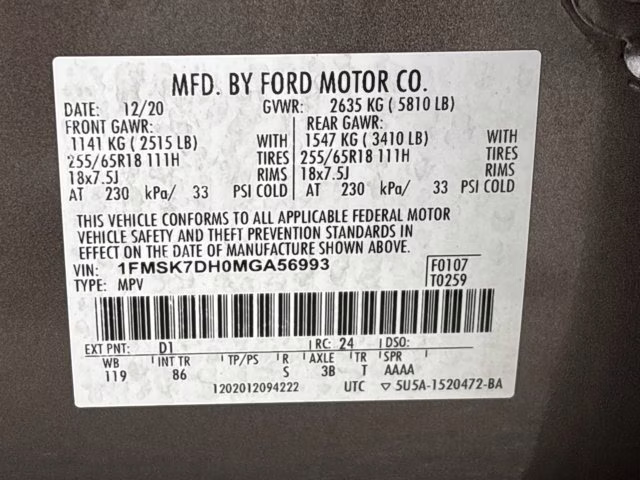 MFD. BY FORD MOTOR CO.
DATE: 12/20 GVWR: 2635 KG ( 5810 LB)
FRONT GAWR: REAR GAWR:
1141 KG ( 2515 LB) WITH 1547 KG ( 3410 LB) WITH
255/65R18 111H TIRES 255/65R18 111H TIRES
18x7.5J RIMS 18x7.5J RIMS
AT 230 kPa/ 33 PSI COLD AT 230 kPa/ 33 PSI COLD
THIS VEHICLE CONFORMS TO ALL APPLICABLE FEDERAL MOTOR
VEHICLE SAFETY AND THEFT PREVENTION STANDARDS IN
EFFECT ON THE DATE OF MANUFACTURE SHOWN ABOVE.
VIN: 1FMSK7DH0MGA56993 F0107
TYPE: MPV T0259
EXT PNT: D1 RC: 24 DSO:
WB INT TR TP/PS R AXLE TR SPR
119 86 S 3B T AAAA
1202012094222 UTC ▽ 5U5A-1520472-BA